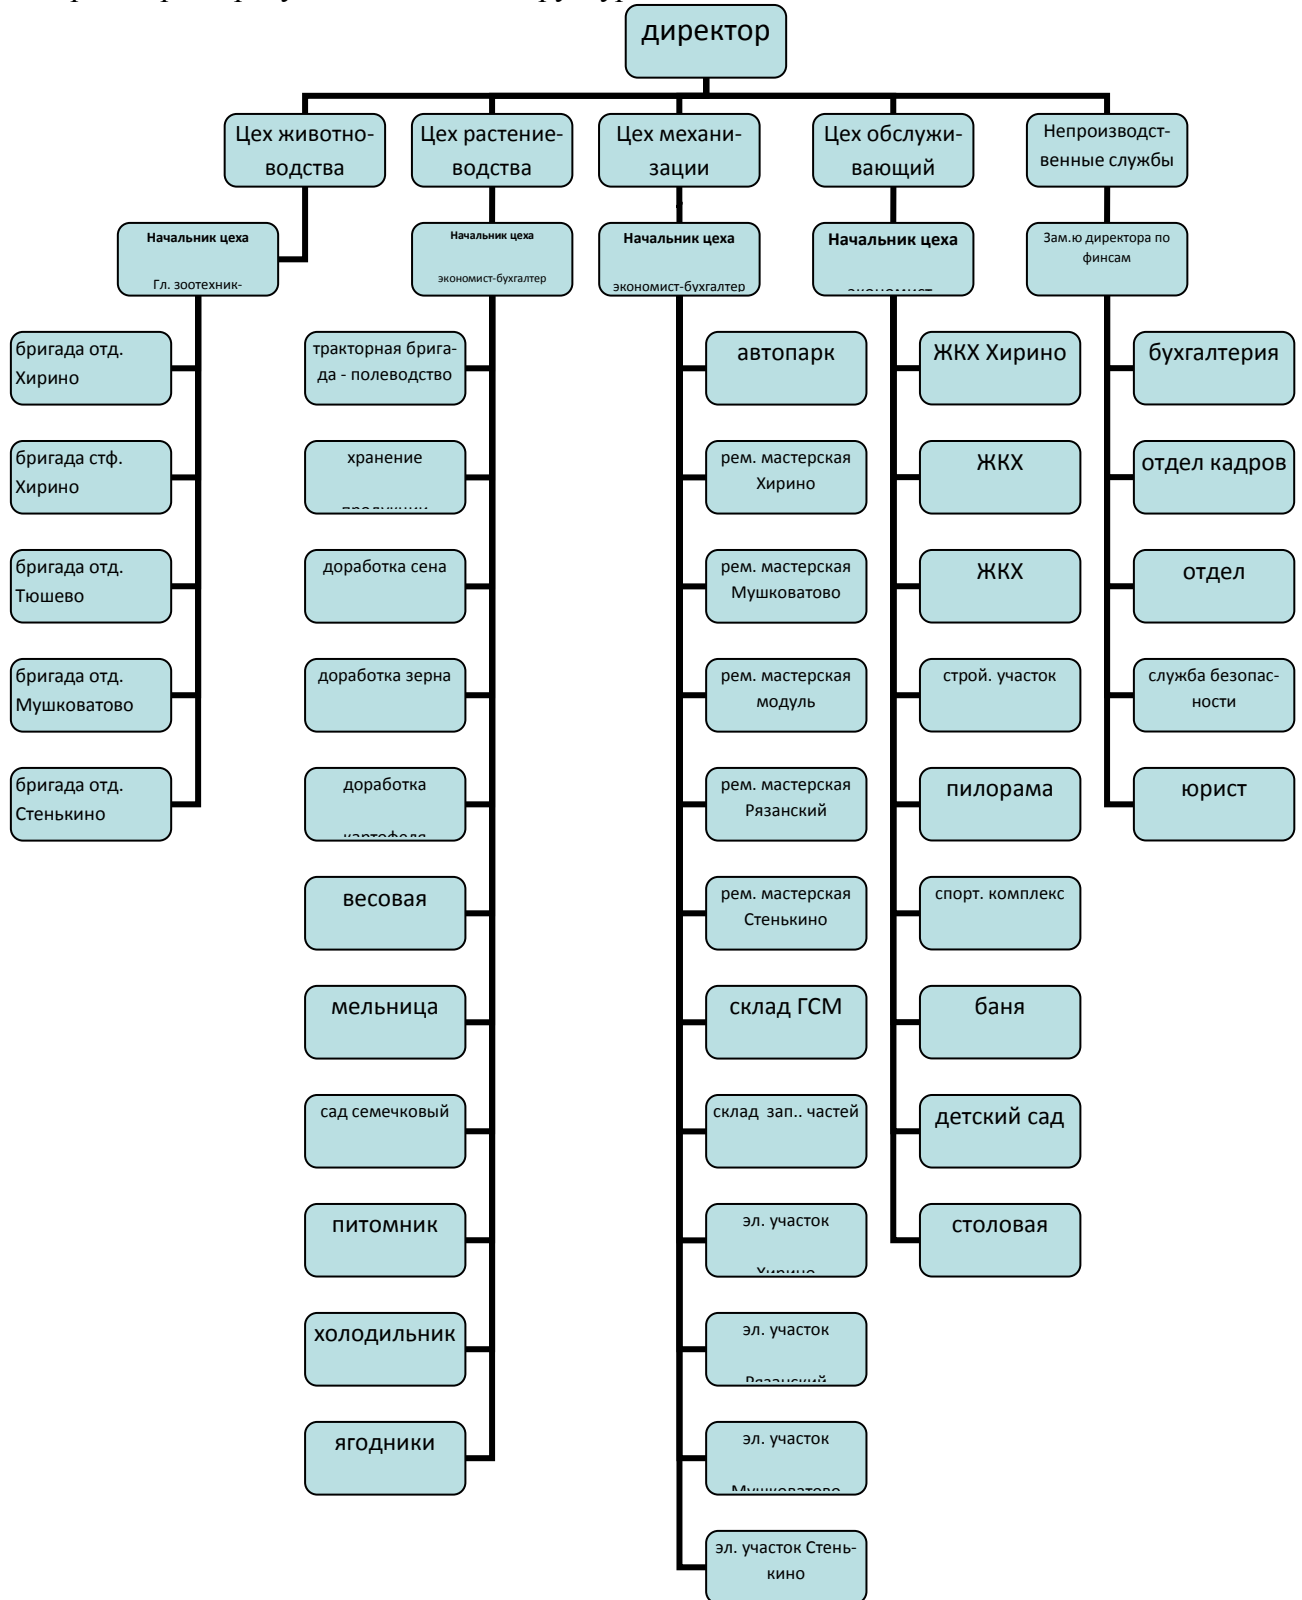 директор
Цех животно-
водства
Цех растение-
водства
Цех механи-
зации
Цех обслужи-
вающий
Непроизводст-
венные службы
Начальник цеха
Гл. зоотехник-
Начальник цеха
экономист-бухгалтер
Начальник цеха
экономист-бухгалтер
Начальник цеха
Зам.ю директора по
финсам
бригада отд.
Хирино
бригада стф.
Хирино
бригада отд.
Тюшево
бригада отд.
Мушковатово
бригада отд.
Стенькино
тракторная брига-
да - полеводство
хранение
доработка сена
доработка зерна
доработка
картофеля
весовая
мельница
сад семечковый
питомник
холодильник
ягодники
автопарк
рем. мастерская
Хирино
рем. мастерская
Мушковатово
рем. мастерская
модуль
рем. мастерская
Рязанский
рем. мастерская
Стенькино
склад ГСМ
склад зап.. частей
эл. участок
Хирино
эл. участок
Рязанский
эл. участок
Мушковатово
эл. участок Стень-
кино
ЖКХ Хирино
ЖКХ
ЖКХ
строй. участок
пилорама
спорт. комплекс
баня
детский сад
столовая
бухгалтерия
отдел кадров
отдел
служба безопас-
ности
юрист